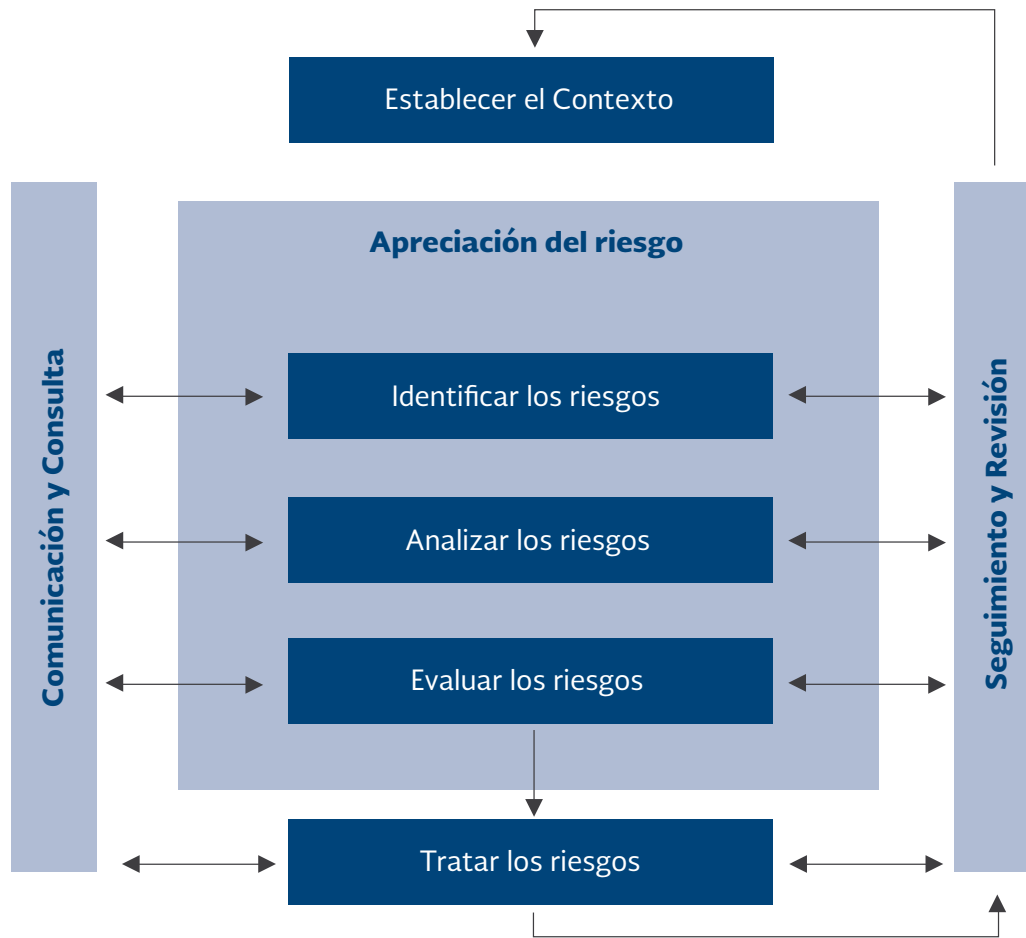 Establecer el Contexto
Apreciación del riesgo
Comunicación y Consulta
Identificar los riesgos
Analizar los riesgos
Evaluar los riesgos
Tratar los riesgos
Seguimiento y Revisión